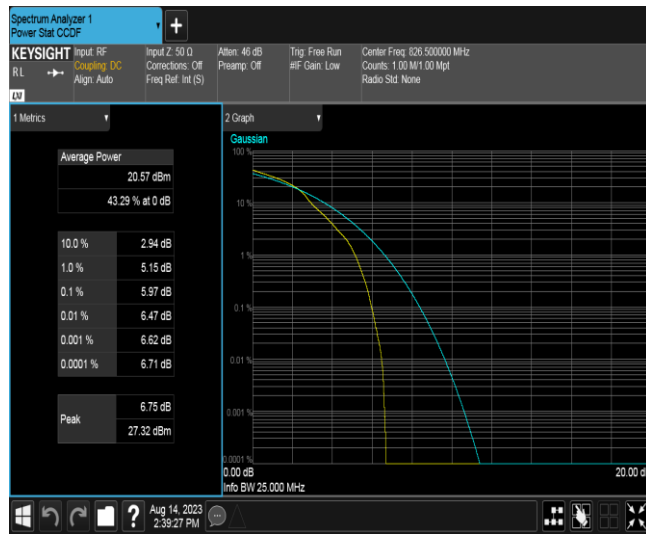 Spectrum Analyzer 1
Power Stat CCDF
+
KEYSIGHT
RL
LXI
Input: RF
Coupling: DC
Align: Auto
Input Z: 50 Ω
Corrections: Off
Freq Ref: Int (S)
Atten: 46 dB
Preamp: Off
Trig: Free Run
#IF Gain: Low
Center Freq: 826.500000 MHz
Counts: 1.00 M/1.00 Mpt
Radio Std: None
1 Metrics
Average Power
20.57 dBm
43.29 % at 0 dB
10.0 % 2.94 dB
1.0 % 5.15 dB
0.1 % 5.97 dB
0.01 % 6.47 dB
0.001 % 6.62 dB
0.0001 % 6.71 dB
Peak
6.75 dB
27.32 dBm
2 Graph
Gaussian
100 %
10 %
1 %
0.1 %
0.01 %
0.001 %
0.0001 %
0.00 dB
20.00 d
Info BW 25.000 MHz
?
Aug 14, 2023
2:39:27 PM